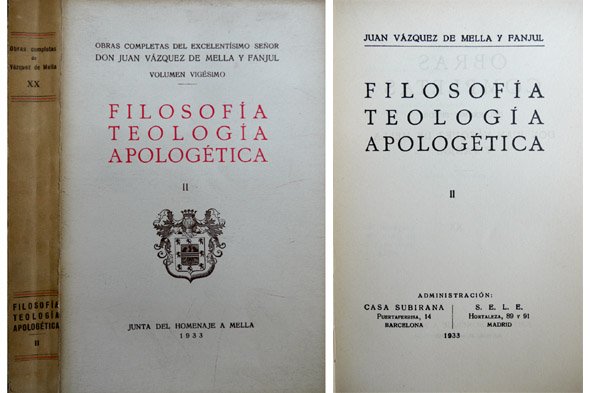 Obras completas
de
Vázquez de Mella
XX
FILOSOFÍA
TEOLOGÍA
APOLOGÉTICA
II
OBRAS COMPLETAS DEL EXCELENTÍSIMO SEÑOR
DON JUAN VÁZQUEZ DE MELLA Y FANJUL
VOLUMEN VIGÉSIMO
FILOSOFÍA
TEOLOGÍA
APOLOGÉTICA
II
JUNTA DEL HOMENAJE A MELLA
1933
JUAN VÁZQUEZ DE MELLA Y FANJUL
FILOSOFÍA
TEOLOGÍA
APOLOGÉTICA
II
ADMINISTRACIÓN:
CASA SUBIRANA
PUERTAFERRISA, 14
BARCELONA
S. E. L. E.
HORTALEZA, 89 Y 91
MADRID
1933